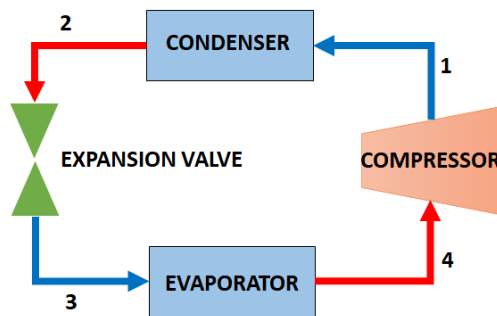 2
CONDENSER
1
EXPANSION VALVE
COMPRESSOR
3
EVAPORATOR
4